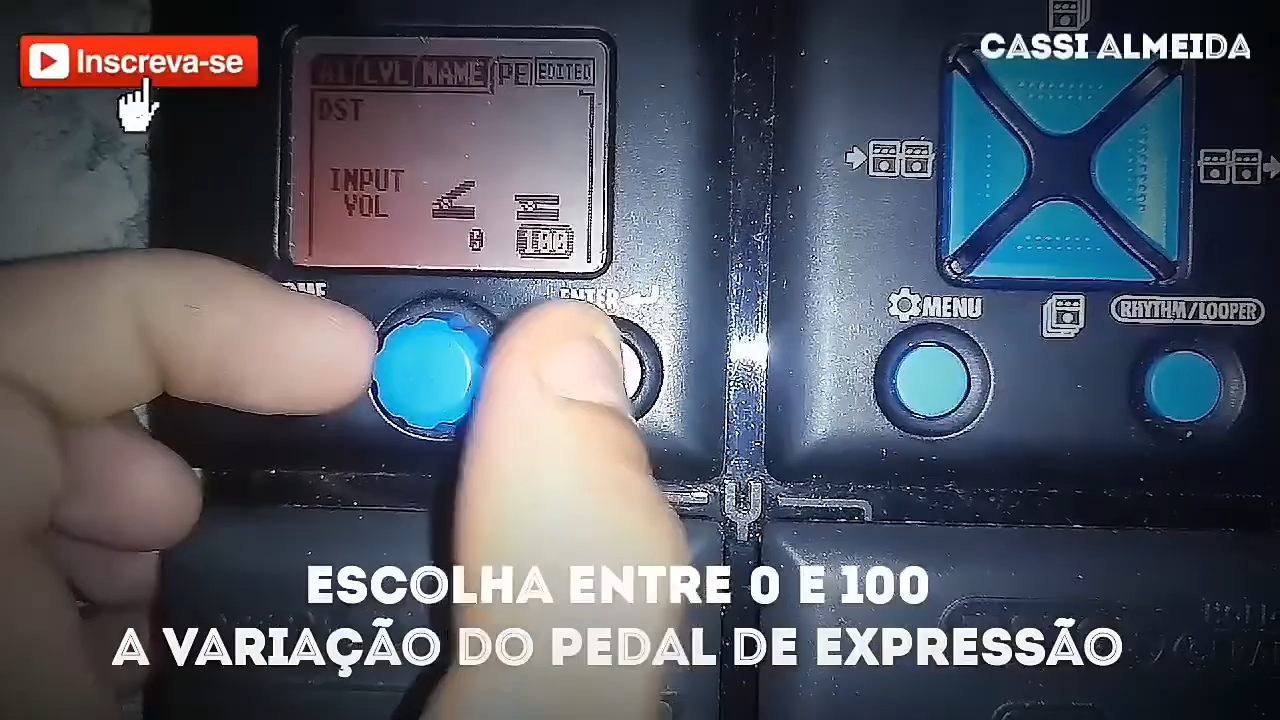 Inscreva-se
CASSI ALMEIDA
LVL NAME PE EDITED
DST
INPUT
VOL
0 100
ENTER
MENU
RHYTHM/LOOPER
ESCOLHA ENTRE 0 E 100
A VARIAÇÃO DO PEDAL DE EXPRESSÃO